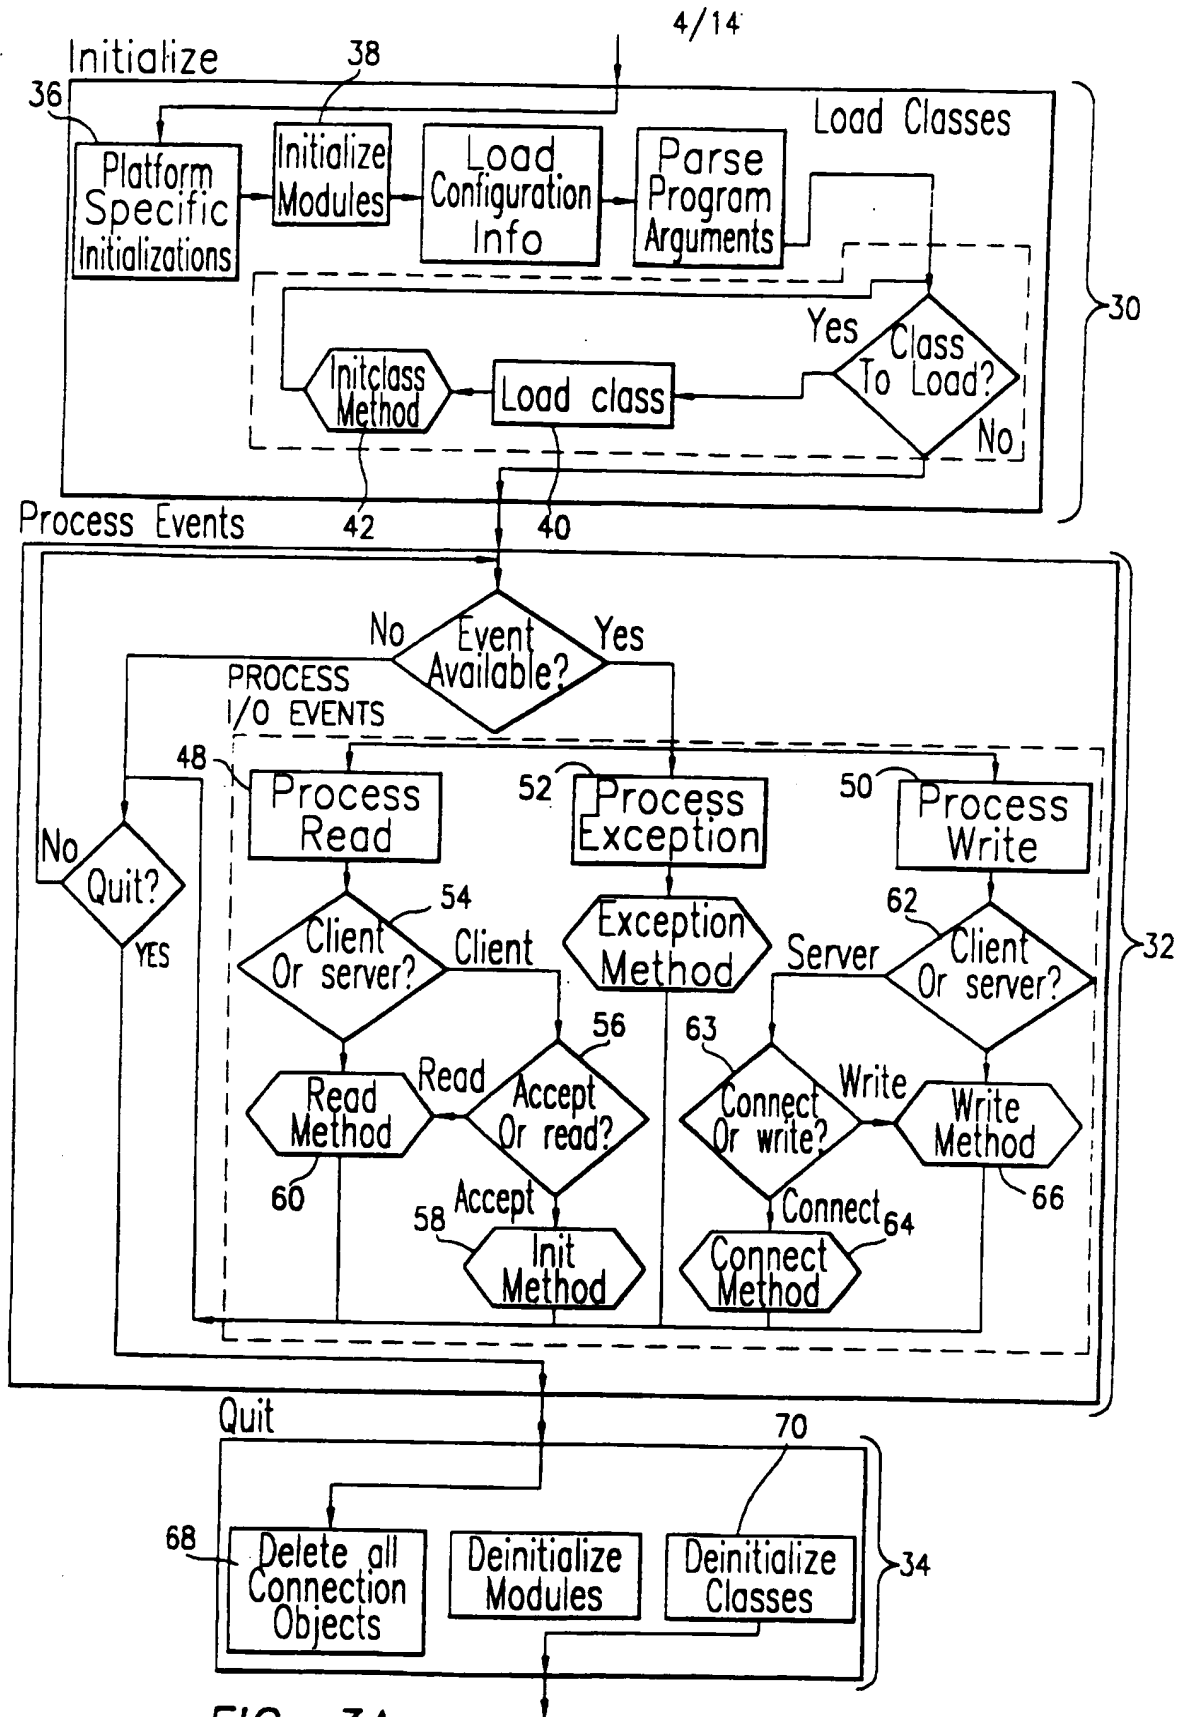 4/14
Initialize
38
36
Load Classes
Platform
Specific
Initializations
Initialize
Modules
Load
Configuration
Info
Parse
Program
Arguments
30
Yes
Class
To Load?
No
Initclass
Method
Load class
42
40
Process Events
No
Event
Available?
Yes
PROCESS
I/O EVENTS
48
Process
Read
52
Process
Exception
50
Process
Write
No
Quit?
YES
54
Client
Or server?
Client
Exception
Method
62
Server
Client
Or server?
32
56
63
Read
Method
Read
Accept
Or read?
Connect
Or write?
Write
Write
Method
60
66
Accept
Connect
58
64
Init
Method
Connect
Method
Quit
70
68
Delete all
Connection
Objects
Deinitialize
Modules
Deinitialize
Classes
34
FIG. 3A